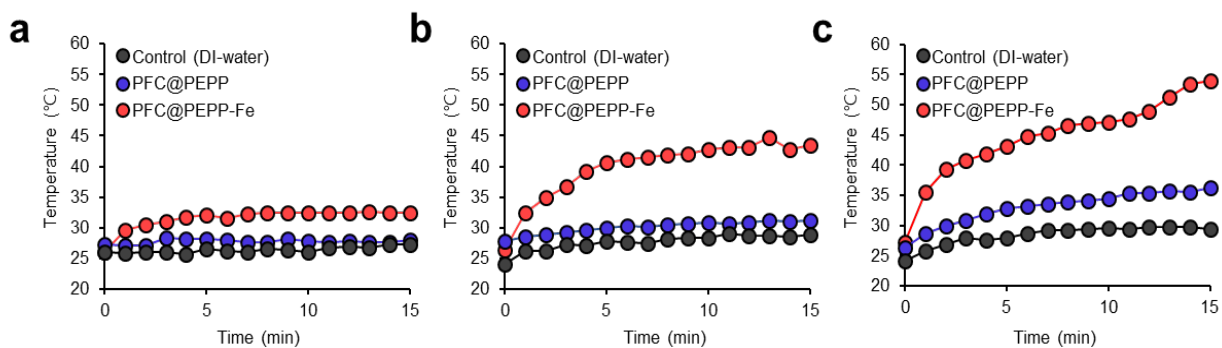 a
60
55
50
45
40
35
30
25
20
Temperature (℃)
Control (DI-water)
PFC@PEPP
PFC@PEPP-Fe
0 5 10 15
Time (min)
b
60
55
50
45
40
35
30
25
20
Temperature (℃)
Control (DI-water)
PFC@PEPP
PFC@PEPP-Fe
0 5 10 15
Time (min)
c
60
55
50
45
40
35
30
25
20
Temperature (℃)
Control (DI-water)
PFC@PEPP
PFC@PEPP-Fe
0 5 10 15
Time (min)